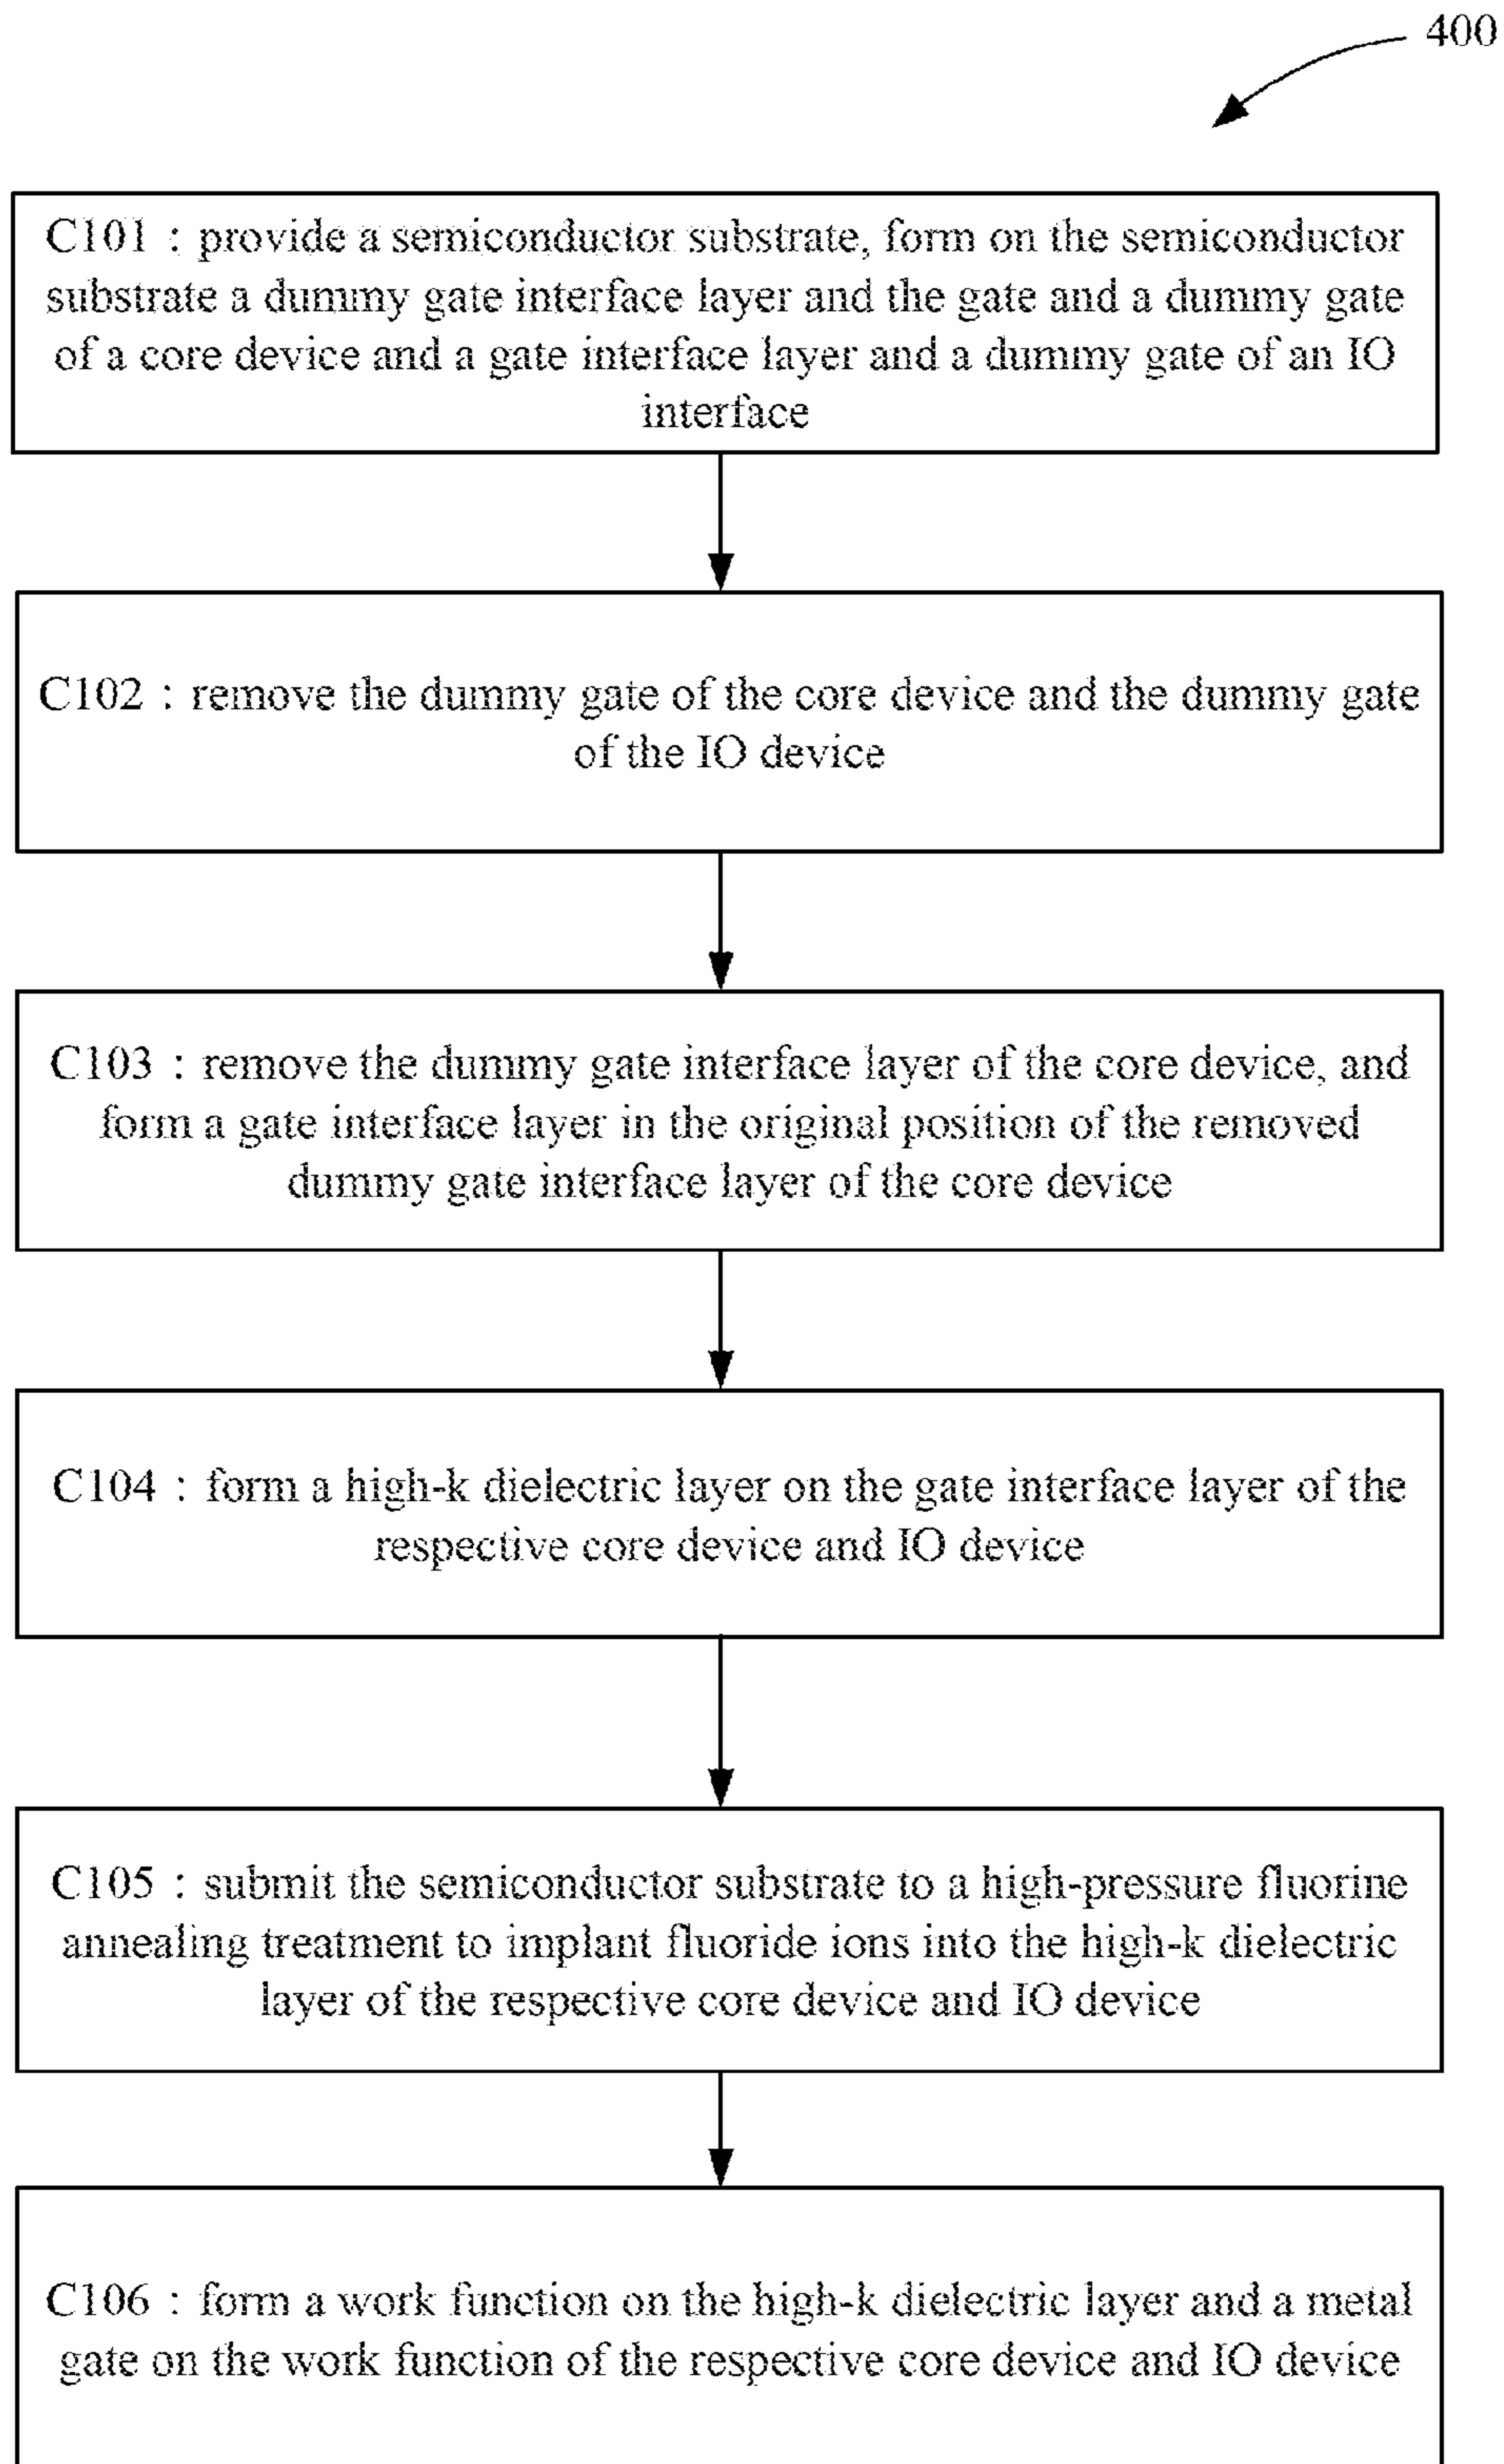 400
C101 : provide a semiconductor substrate, form on the semiconductor
substrate a dummy gate interface layer and the gate and a dummy gate
of a core device and a gate interface layer and a dummy gate of an IO
interface
C102 : remove the dummy gate of the core device and the dummy gate
of the IO device
C103 : remove the dummy gate interface layer of the core device, and
form a gate interface layer in the original position of the removed
dummy gate interface layer of the core device
C104 : form a high-k dielectric layer on the gate interface layer of the
respective core device and IO device
C105 : submit the semiconductor substrate to a high-pressure fluorine
annealing treatment to implant fluoride ions into the high-k dielectric
layer of the respective core device and IO device
C106 : form a work function on the high-k dielectric layer and a metal
gate on the work function of the respective core device and IO device